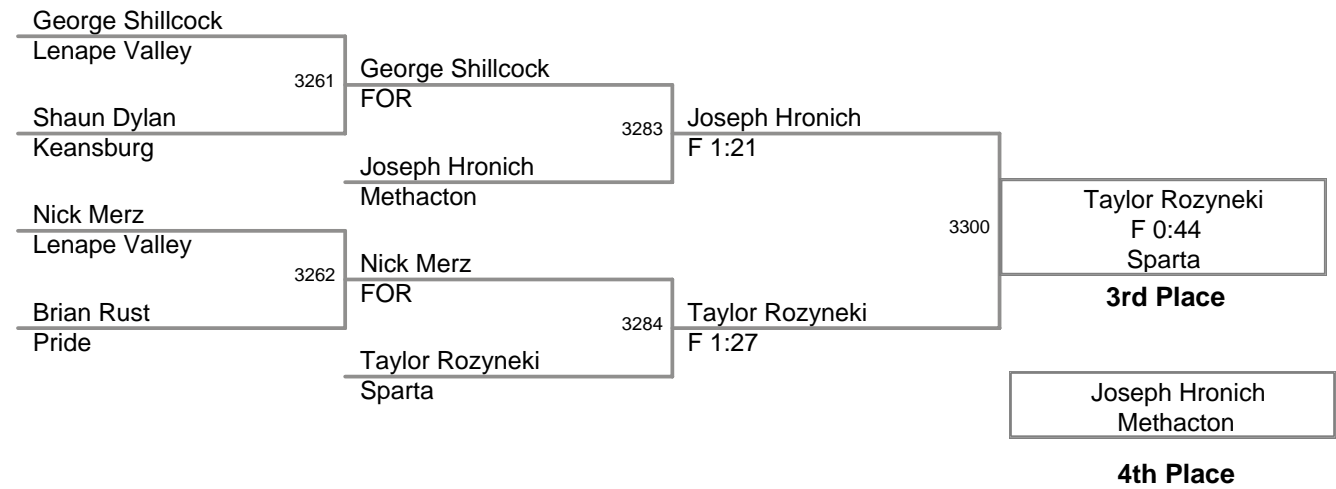 George Shillcock
Lenape Valley
3261
Shaun Dylan
Keansburg
George Shillcock
FOR
3283
Joseph Hronich
Methacton
Joseph Hronich
F 1:21
Nick Merz
Lenape Valley
3262
Brian Rust
Pride
Nick Merz
FOR
3284
Taylor Rozyneki
Sparta
Taylor Rozyneki
F 1:27
3300
Taylor Rozyneki
F 0:44
Sparta
3rd Place
Joseph Hronich
Methacton
4th Place